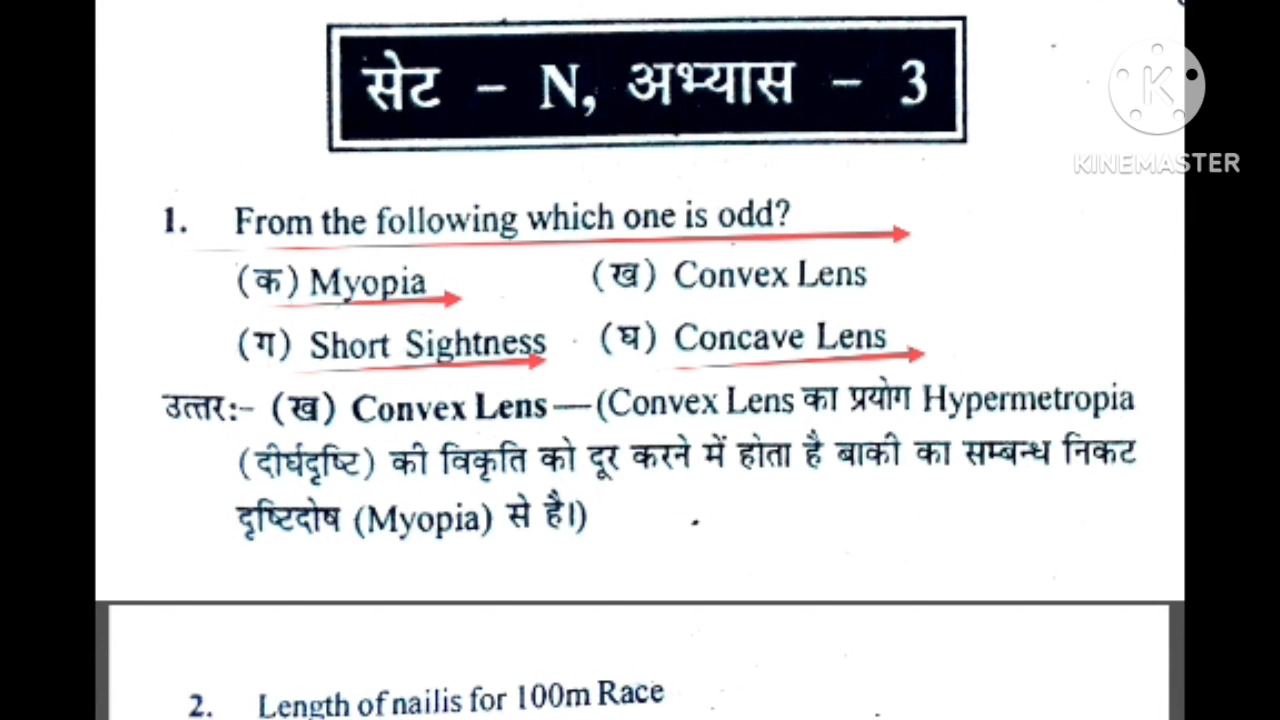 सेट - N, अभ्यास - 3
K
KINEMASTER
1. From the following which one is odd?
(क) Myopia (ख) Convex Lens
(ग) Short Sightness (घ) Concave Lens
उत्तर:- (ख) Convex Lens—(Convex Lens का प्रयोग Hypermetropia
(दीर्घदृष्टि) की विकृति को दूर करने में होता है बाकी का सम्बन्ध निकट
दृष्टिदोष (Myopia) से है।)
2. Length of nailis for 100m Race